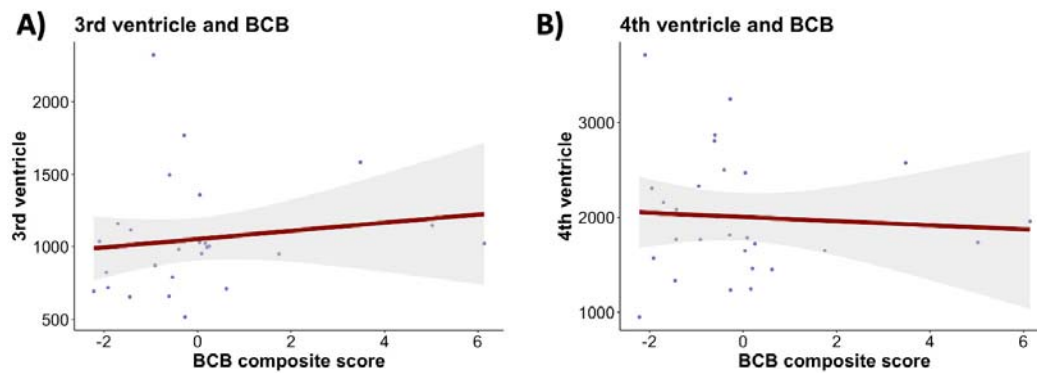 A)
3rd ventricle and BCB
3rd ventricle
2000
1500
1000
500
-2
0
2
4
6
BCB composite score
B)
4th ventricle and BCB
4th ventricle
3000
2000
1000
-2
0
2
4
6
BCB composite score